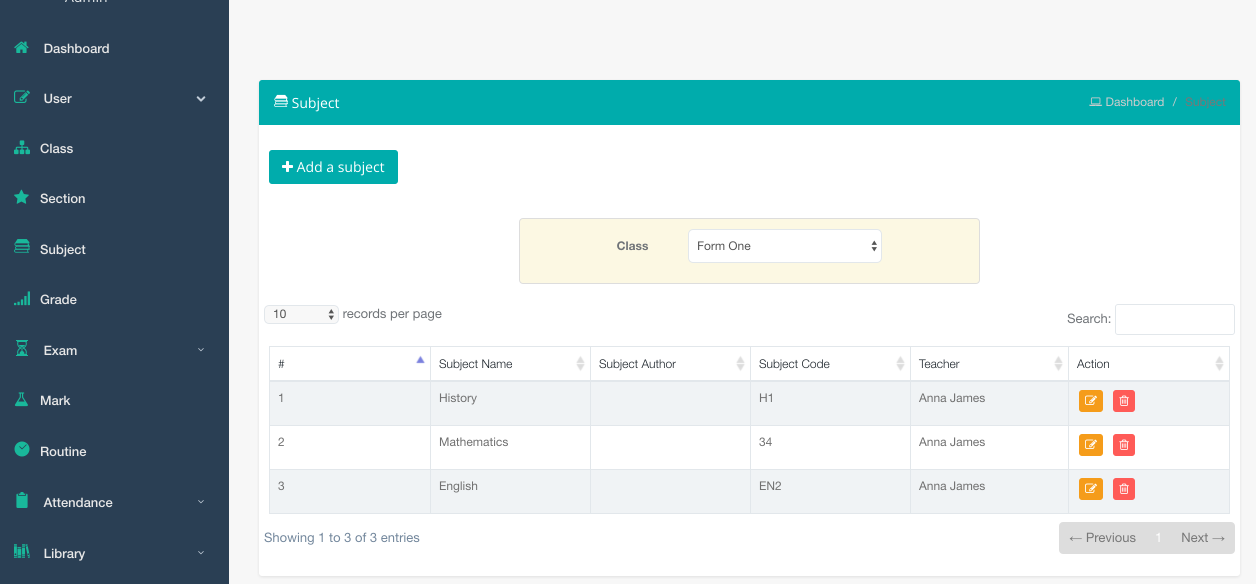 Admin
Dashboard
User
Class
Section
Subject
Grade
Exam
Mark
Routine
Attendance
Library
Subject
Dashboard / Subject
Add a subject
Class Form One
10 records per page
Search:
# Subject Name Subject Author Subject Code Teacher Action
1 History H1 Anna James
2 Mathematics 34 Anna James
3 English EN2 Anna James
Showing 1 to 3 of 3 entries
← Previous 1 Next →